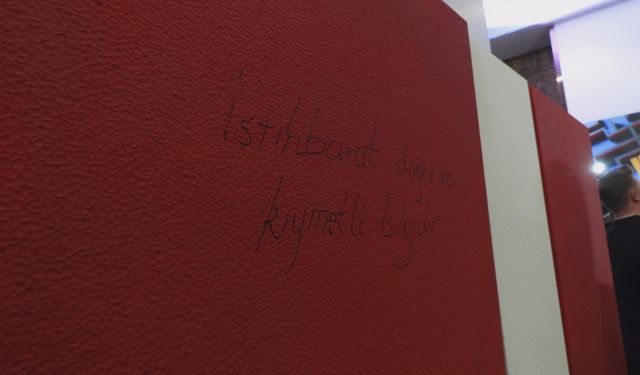 İstihbarat doğru ve
kıymetli bilgidir